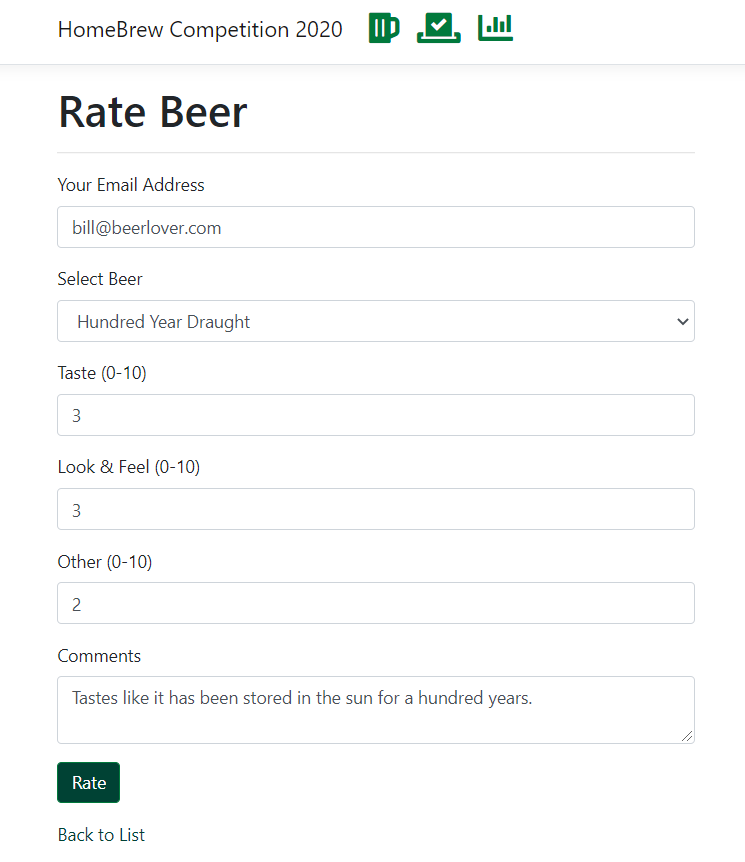 HomeBrew Competition 2020
Rate Beer
Your Email Address
bill@beerlover.com
Select Beer
Hundred Year Draught
Taste (0-10)
3
Look & Feel (0-10)
3
Other (0-10)
2
Comments
Tastes like it has been stored in the sun for a hundred years.
Rate
Back to List